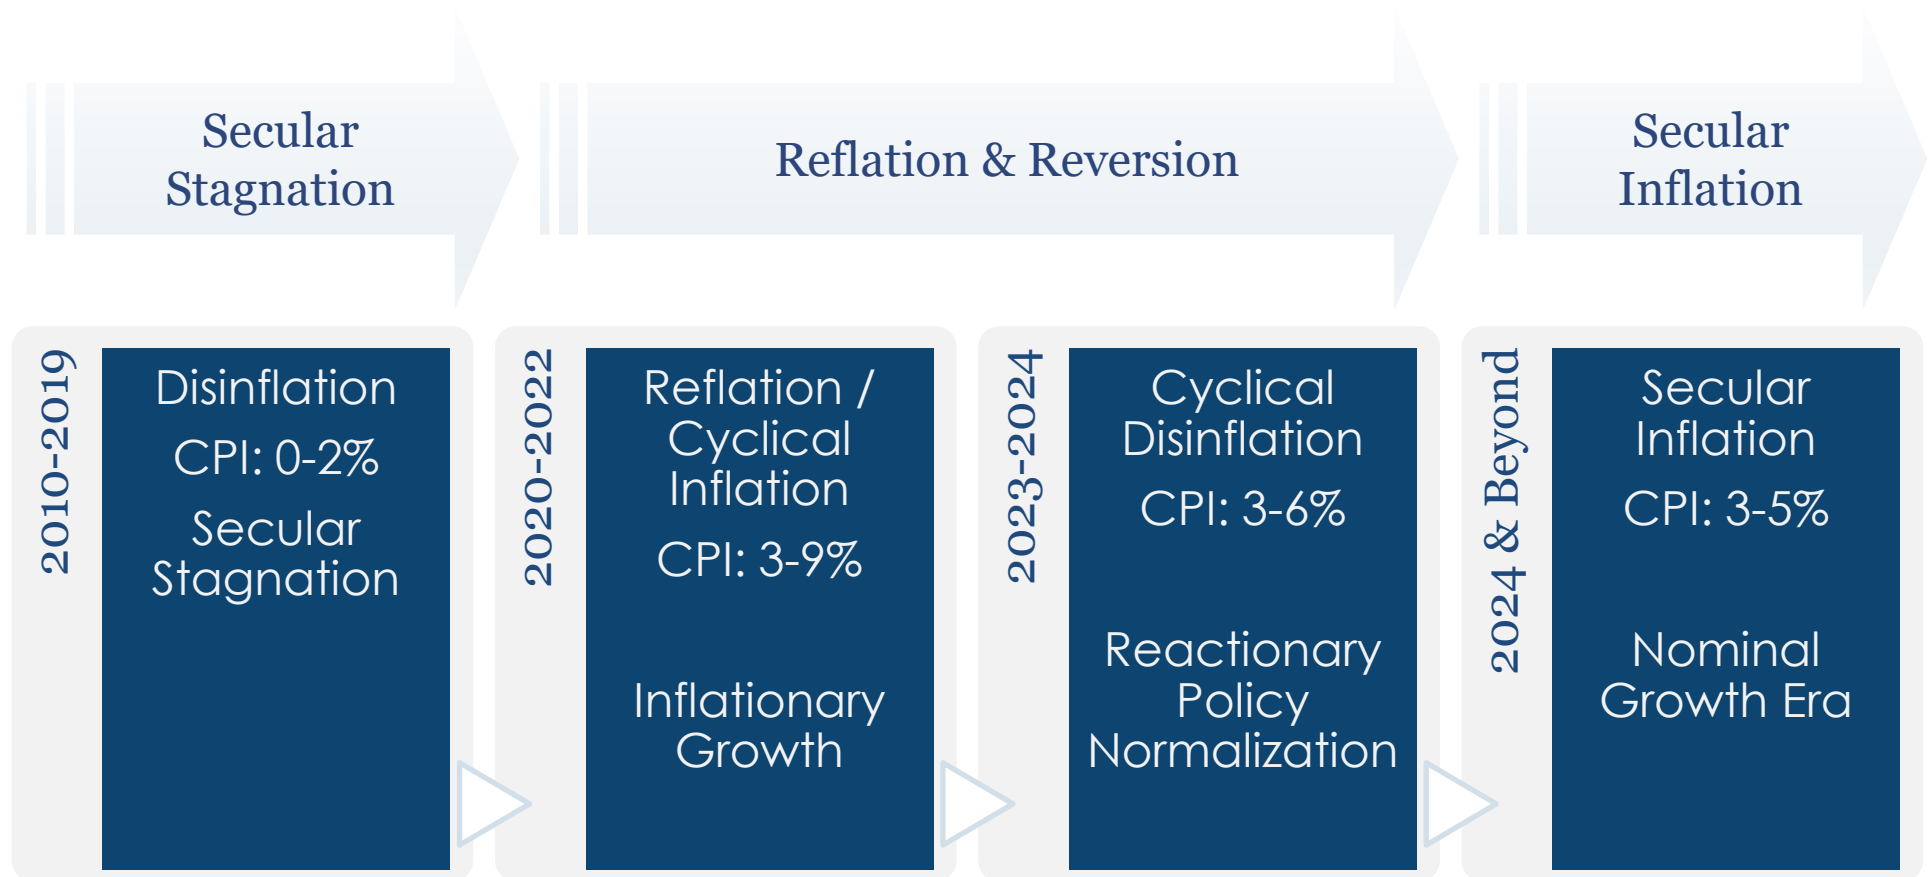 Secular
Stagnation
Reflation & Reversion
Secular
Inflation
2010-2019
Disinflation
CPI: 0-2%
Secular
Stagnation
2020-2022
Reflation /
Cyclical
Inflation
CPI: 3-9%
Inflationary
Growth
2023-2024
Cyclical
Disinflation
CPI: 3-6%
Reactionary
Policy
Normalization
2024 & Beyond
Secular
Inflation
CPI: 3-5%
Nominal
Growth Era